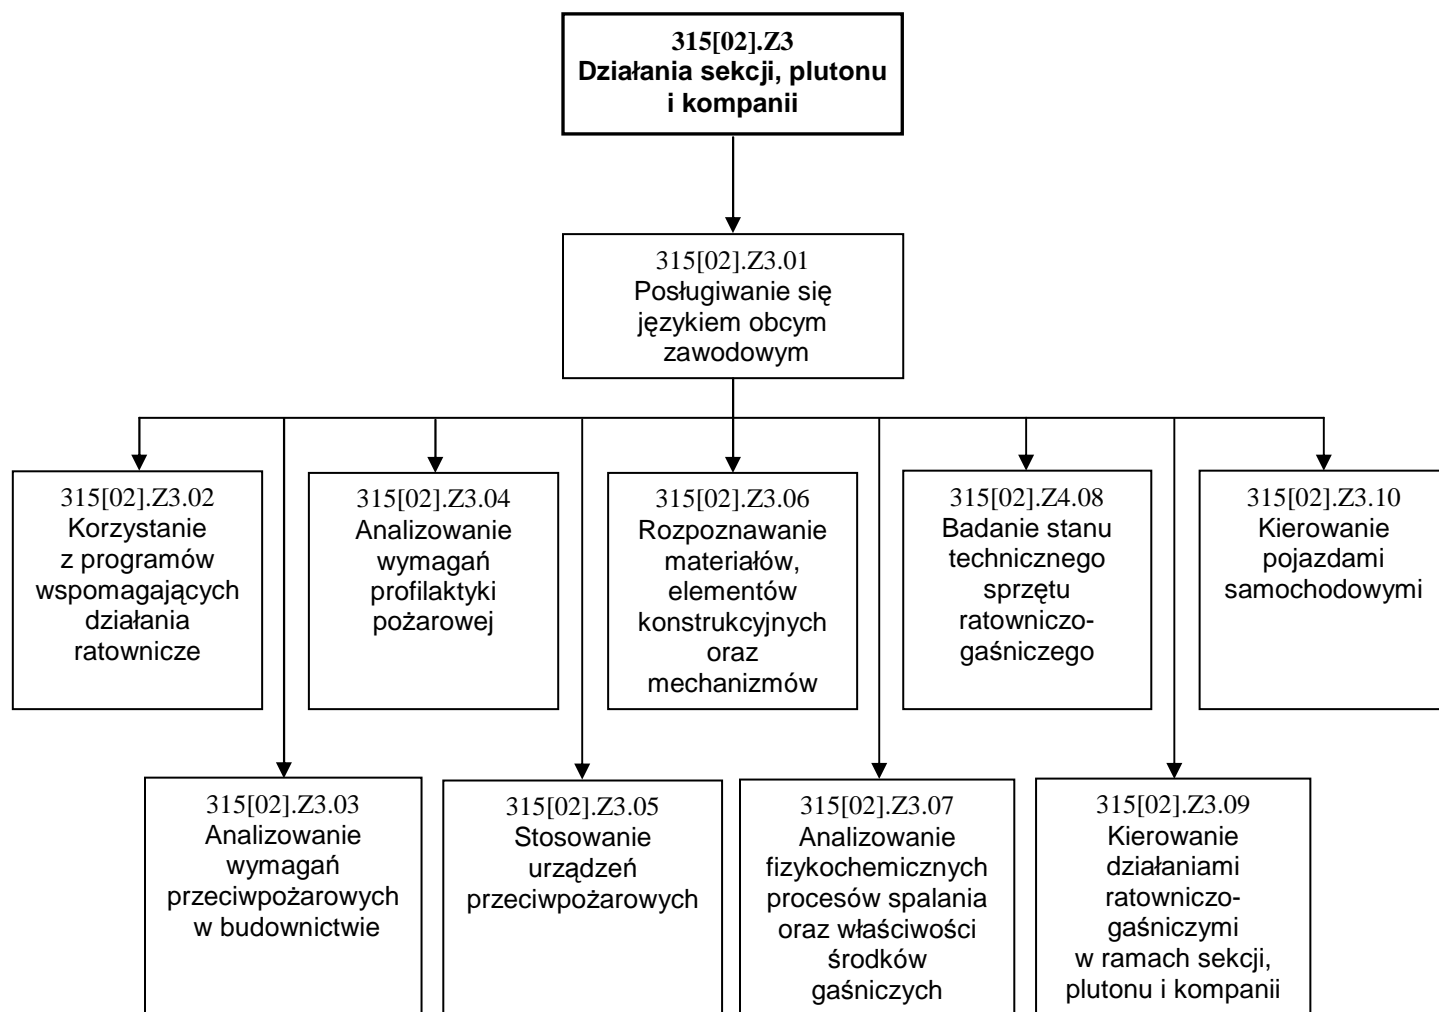 315[02].Z3
Działania sekcji, plutonu
i kompanii
315[02].Z3.01
Posługiwanie się
językiem obcym
zawodowym
315[02].Z3.02
Korzystanie
z programów
wspomagających
działania
ratownicze
315[02].Z3.04
Analizowanie
wymagań
profilaktyki
pożarowej
315[02].Z3.06
Rozpoznawanie
materiałów,
elementów
konstrukcyjnych
oraz
mechanizmów
315[02].Z4.08
Badanie stanu
technicznego
sprzętu
ratowniczo-
gaśniczego
315[02].Z3.10
Kierowanie
pojazdami
samochodowymi
315[02].Z3.03
Analizowanie
wymagań
przeciwpożarowych
w budownictwie
315[02].Z3.05
Stosowanie
urządzeń
przeciwpożarowych
315[02].Z3.07
Analizowanie
fizykochemicznych
procesów spalania
oraz właściwości
środków
gaśniczych
315[02].Z3.09
Kierowanie
działaniami
ratowniczo-
gaśniczymi
w ramach sekcji,
plutonu i kompanii